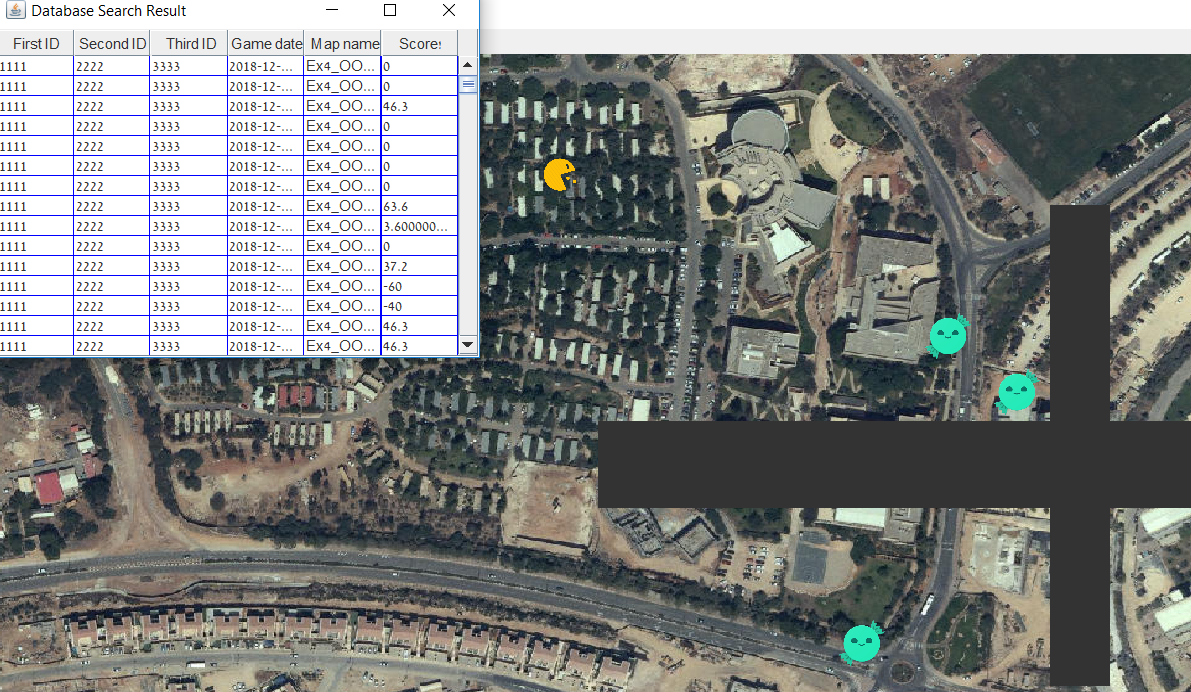 Database Search Result
First ID Second ID Third ID Game date Map name Scores
1111 2222 3333 2018-12-... Ex4_OO... 0
1111 2222 3333 2018-12-... Ex4_OO... 0
1111 2222 3333 2018-12-... Ex4_OO... 46.3
1111 2222 3333 2018-12-... Ex4_OO... 0
1111 2222 3333 2018-12-... Ex4_OO... 0
1111 2222 3333 2018-12-... Ex4_OO... 0
1111 2222 3333 2018-12-... Ex4_OO... 0
1111 2222 3333 2018-12-... Ex4_OO... 63.6
1111 2222 3333 2018-12-... Ex4_OO... 3.600000...
1111 2222 3333 2018-12-... Ex4_OO... 0
1111 2222 3333 2018-12-... Ex4_OO... 37.2
1111 2222 3333 2018-12-... Ex4_OO... -60
1111 2222 3333 2018-12-... Ex4_OO... -40
1111 2222 3333 2018-12-... Ex4_OO... 46.3
1111 2222 3333 2018-12-... Ex4_OO... 46.3